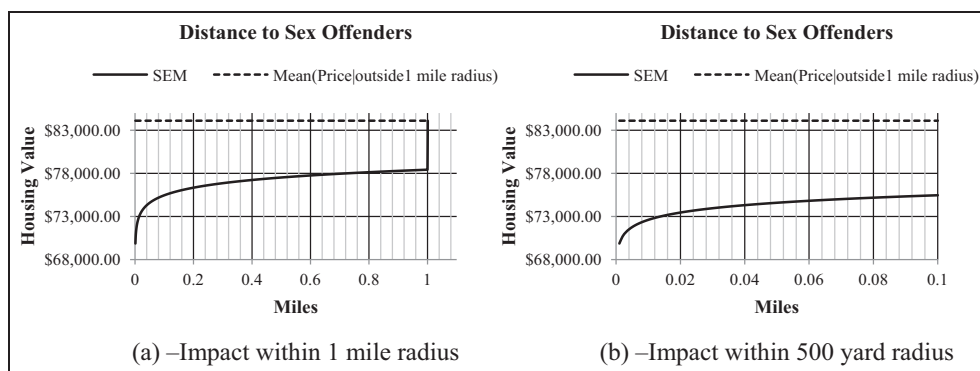 Distance to Sex Offenders
SEM
Mean(Price|outside1 mile radius)
Housing Value
$83,000.00
$78,000.00
$73,000.00
$68,000.00
0 0.2 0.4 0.6 0.8 1
Miles
(a) –Impact within 1 mile radius
Distance to Sex Offenders
SEM
Mean(Price|outside1 mile radius)
Housing Value
$83,000.00
$78,000.00
$73,000.00
$68,000.00
0 0.02 0.04 0.06 0.08 0.1
Miles
(b) –Impact within 500 yard radius